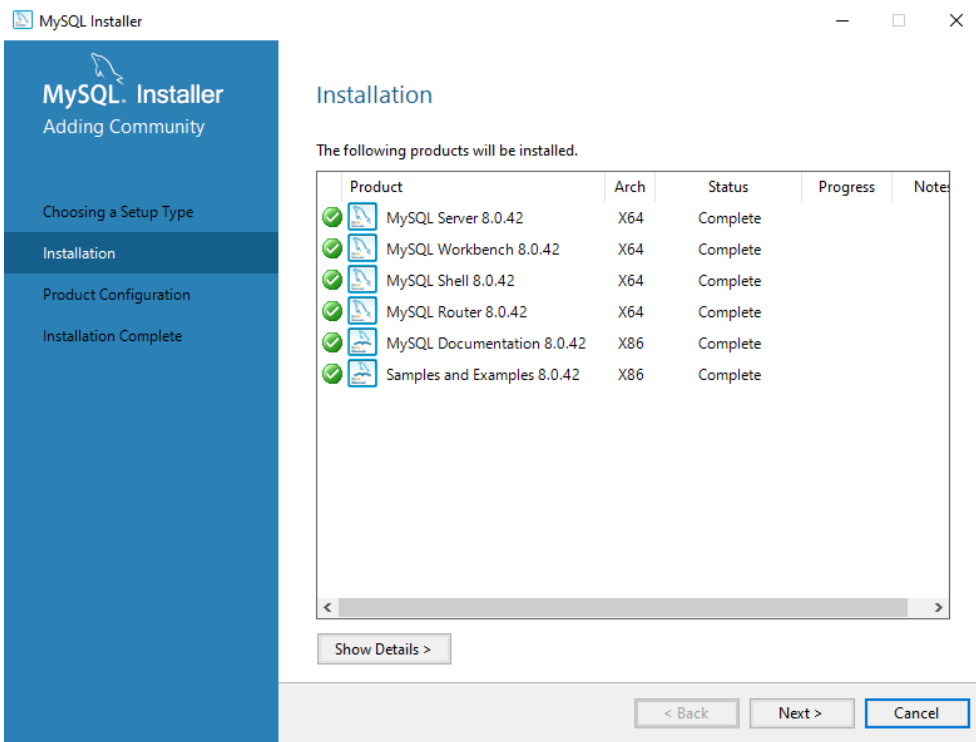 MySQL Installer
MySQL. Installer
Adding Community
Choosing a Setup Type
Installation
Product Configuration
Installation Complete
Installation
The following products will be installed.
Product Arch Status Progress Notes
MySQL Server 8.0.42 X64 Complete
MySQL Workbench 8.0.42 X64 Complete
MySQL Shell 8.0.42 X64 Complete
MySQL Router 8.0.42 X64 Complete
MySQL Documentation 8.0.42 X86 Complete
Samples and Examples 8.0.42 X86 Complete
Show Details >
< Back Next > Cancel